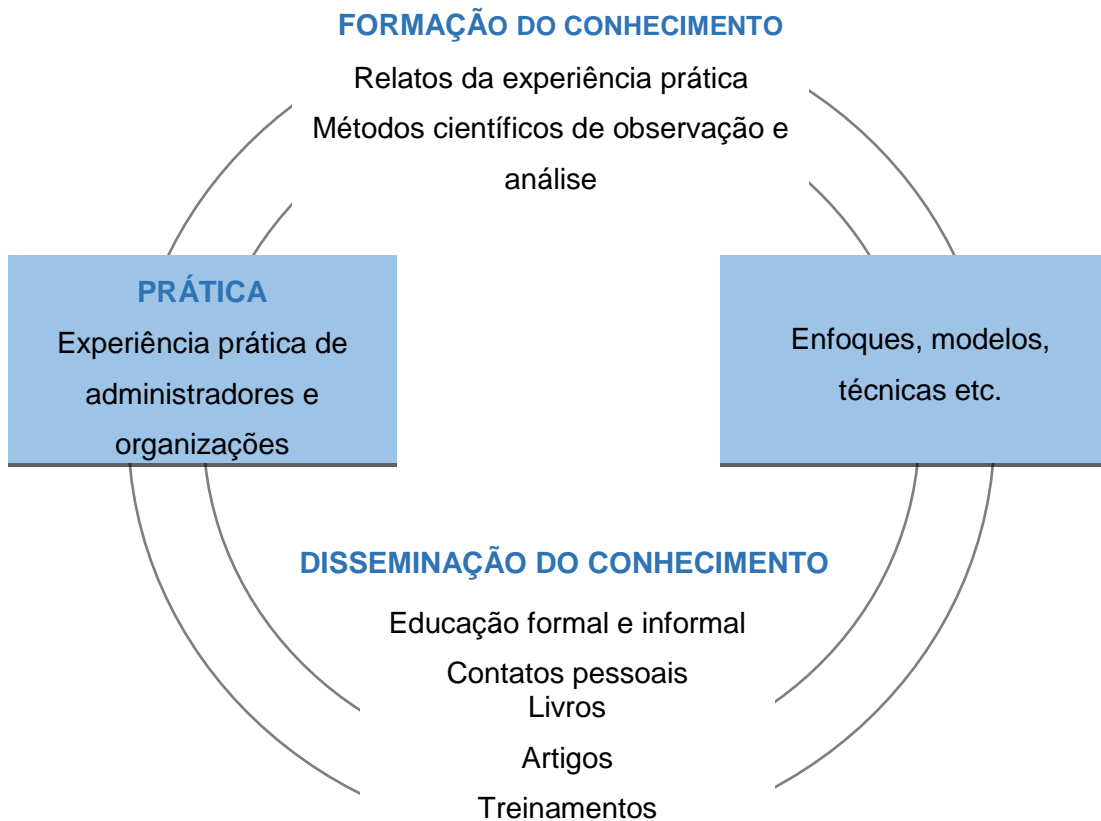 FORMAÇÃO DO CONHECIMENTO
Relatos da experiência prática
Métodos científicos de observação e
análise
PRÁTICA
Experiência prática de
administradores e
organizações
Enfoques, modelos,
técnicas etc.
DISSEMINAÇÃO DO CONHECIMENTO
Educação formal e informal
Contatos pessoais
Livros
Artigos
Treinamentos